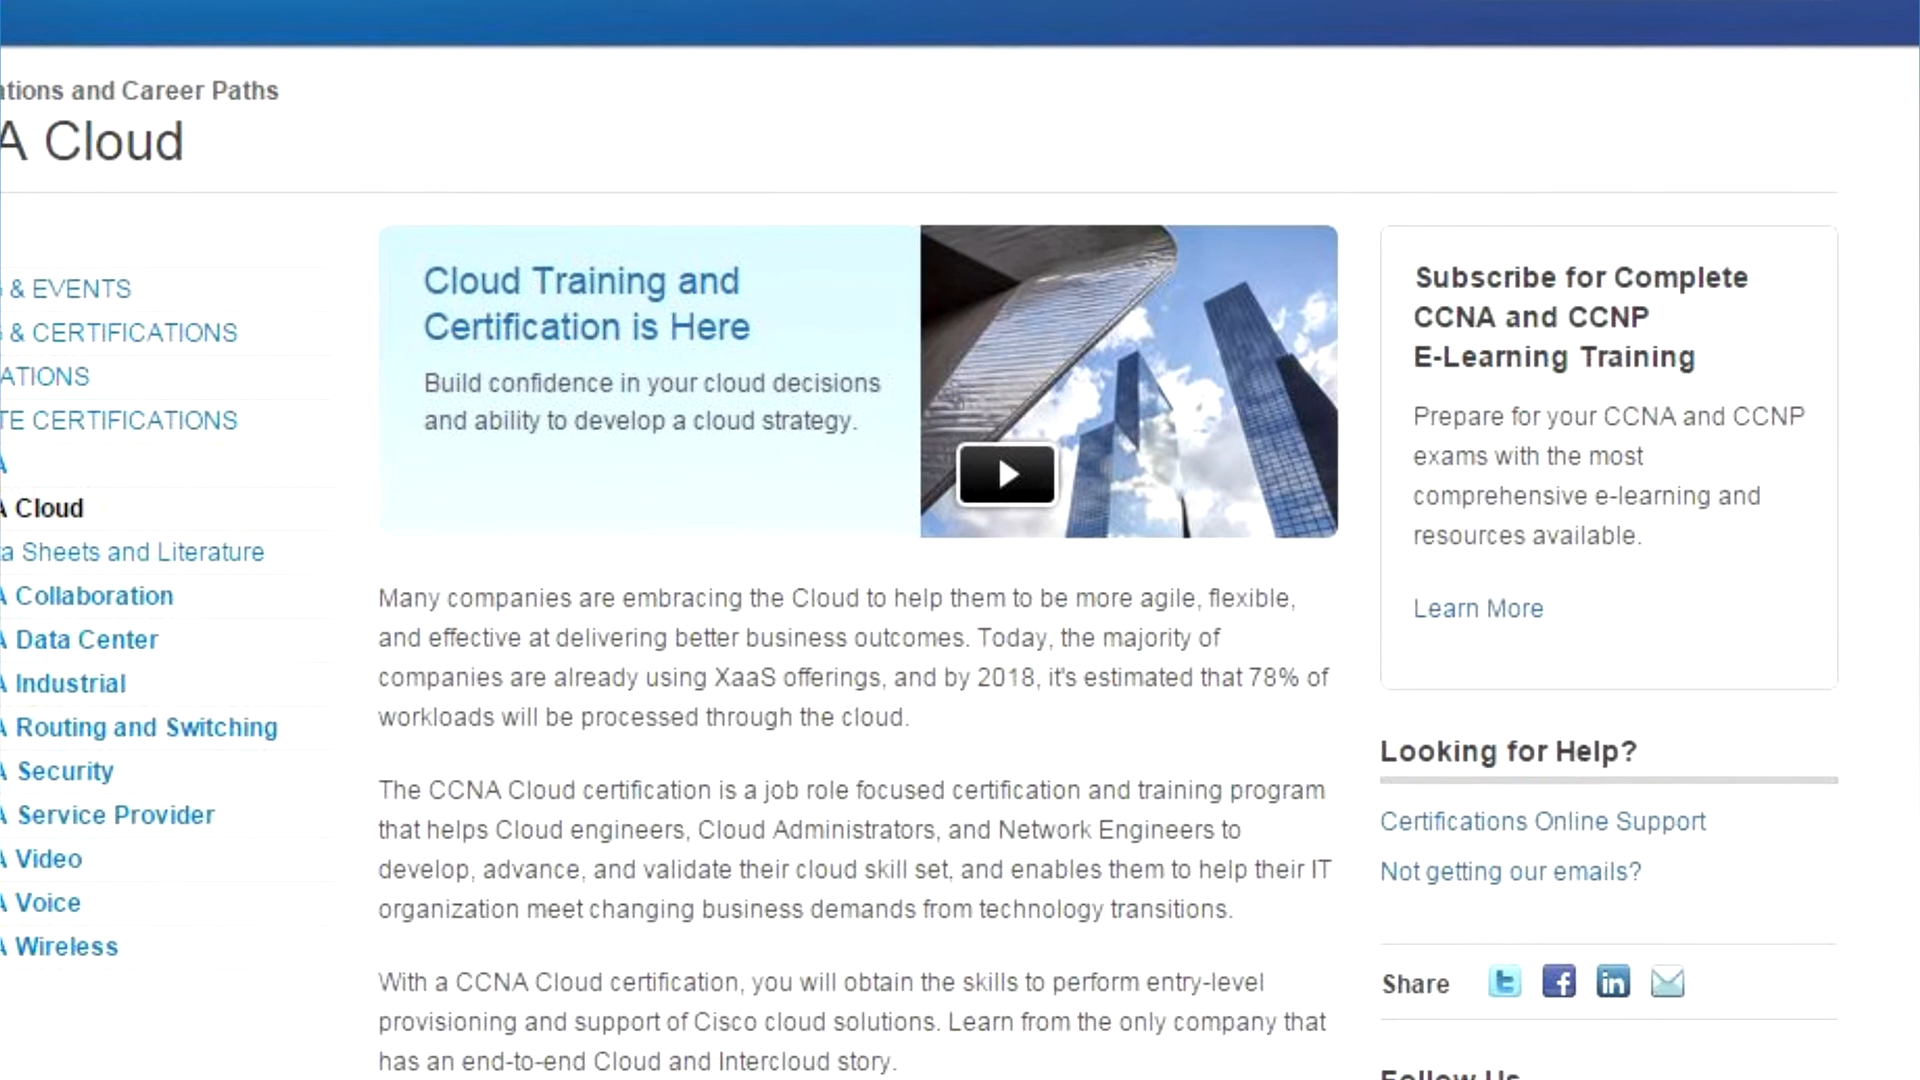 ations and Career Paths
A Cloud
& EVENTS
& CERTIFICATIONS
ATIONS
TE CERTIFICATIONS
A
A Cloud
a Sheets and Literature
A Collaboration
A Data Center
A Industrial
A Routing and Switching
A Security
A Service Provider
A Video
A Voice
A Wireless
Cloud Training and
Certification is Here
Build confidence in your cloud decisions
and ability to develop a cloud strategy.
Many companies are embracing the Cloud to help them to be more agile, flexible,
and effective at delivering better business outcomes. Today, the majority of
companies are already using XaaS offerings, and by 2018, it's estimated that 78% of
workloads will be processed through the cloud.
The CCNA Cloud certification is a job role focused certification and training program
that helps Cloud engineers, Cloud Administrators, and Network Engineers to
develop, advance, and validate their cloud skill set, and enables them to help their IT
organization meet changing business demands from technology transitions.
With a CCNA Cloud certification, you will obtain the skills to perform entry-level
provisioning and support of Cisco cloud solutions. Learn from the only company that
has an end-to-end Cloud and Intercloud story.
Subscribe for Complete
CCNA and CCNP
E-Learning Training
Prepare for your CCNA and CCNP
exams with the most
comprehensive e-learning and
resources available.
Learn More
Looking for Help?
Certifications Online Support
Not getting our emails?
Share
Follow Us